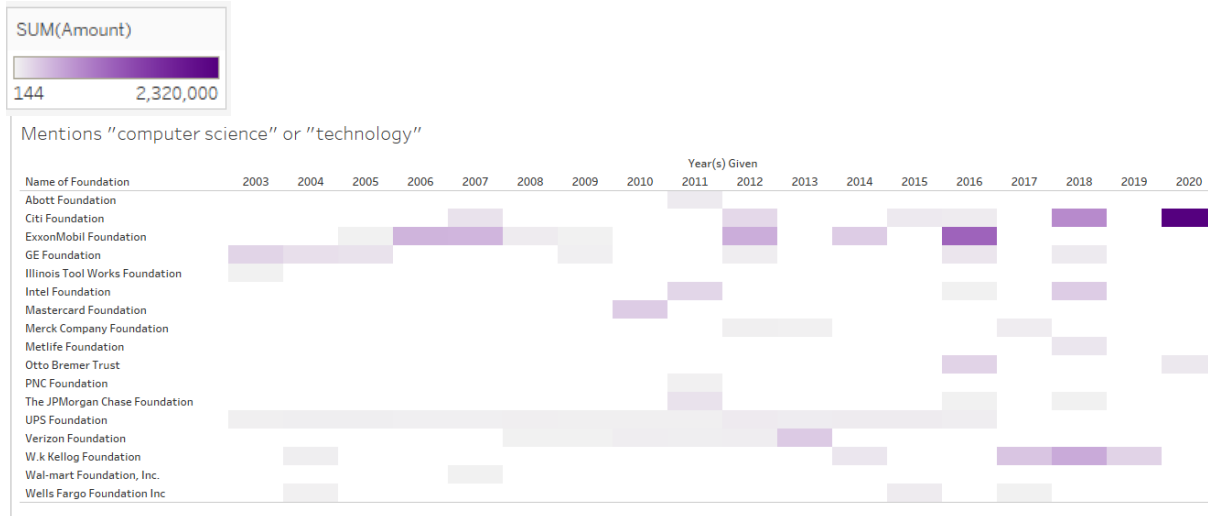 SUM(Amount)
144 2,320,000
Mentions "computer science" or "technology"
Year(s) Given
Name of Foundation 2003 2004 2005 2006 2007 2008 2009 2010 2011 2012 2013 2014 2015 2016 2017 2018 2019 2020
Abott Foundation
Citi Foundation
ExxonMobil Foundation
GE Foundation
Illinois Tool Works Foundation
Intel Foundation
Mastercard Foundation
Merck Company Foundation
Metlife Foundation
Otto Bremer Trust
PNC Foundation
The JPMorgan Chase Foundation
UPS Foundation
Verizon Foundation
W.k Kellog Foundation
Wal-mart Foundation, Inc.
Wells Fargo Foundation Inc